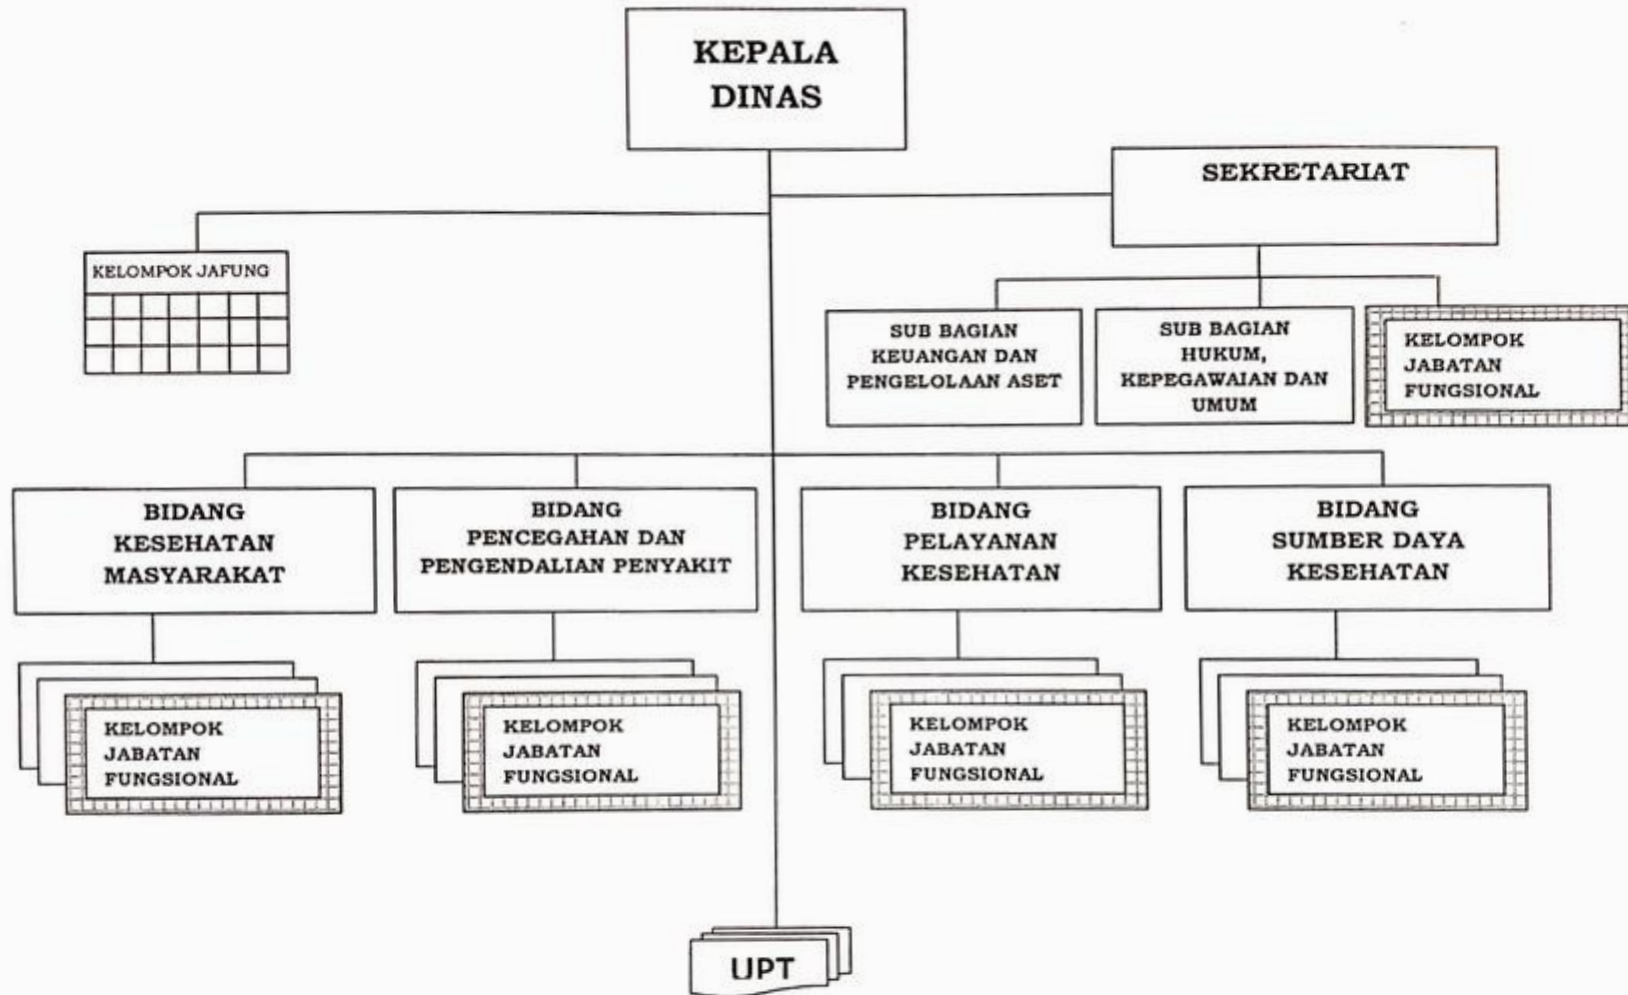 KEPALA
DINAS
SEKRETARIAT
KELOMPOK JAFUNG
SUB BAGIAN
KEUANGAN DAN
PENGELOLAAN ASET
SUB BAGIAN
HUKUM,
KEPEGAWAIAN DAN
UMUM
KELOMPOK
JABATAN
FUNGSIONAL
BIDANG
KESEHATAN
MASYARAKAT
BIDANG
PENCEGAHAN DAN
PENGENDALIAN PENYAKIT
BIDANG
PELAYANAN
KESEHATAN
BIDANG
SUMBER DAYA
KESEHATAN
KELOMPOK
JABATAN
FUNGSIONAL
KELOMPOK
JABATAN
FUNGSIONAL
KELOMPOK
JABATAN
FUNGSIONAL
KELOMPOK
JABATAN
FUNGSIONAL
UPT